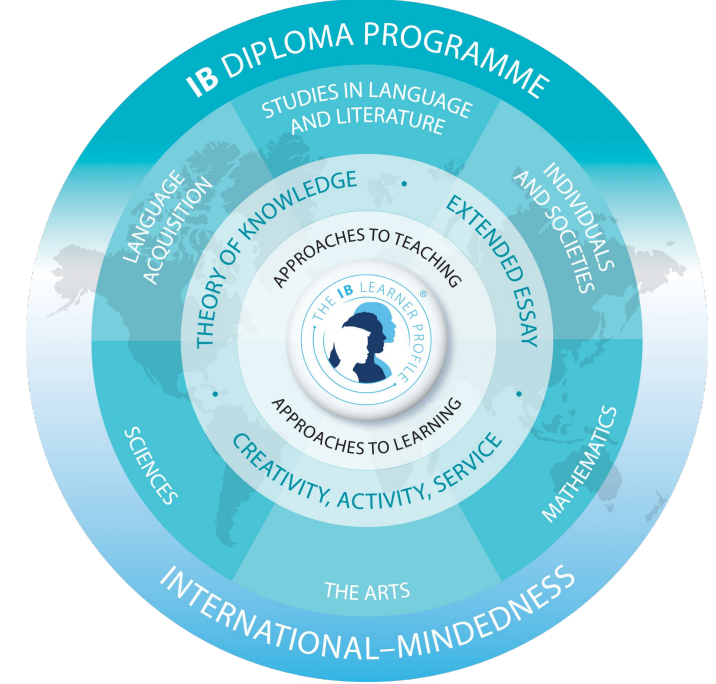 IB DIPLOMA PROGRAMME
STUDIES IN LANGUAGE
AND LITERATURE
LANGUAGE
ACQUISITION
INDIVIDUALS
AND SOCIETIES
THEORY OF KNOWLEDGE
•
EXTENDED ESSAY
•
CREATIVITY, ACTIVITY, SERVICE
•
APPROACHES TO TEACHING
• THE IB LEARNER PROFILE •
®
APPROACHES TO LEARNING
SCIENCES
MATHEMATICS
THE ARTS
INTERNATIONAL–MINDEDNESS